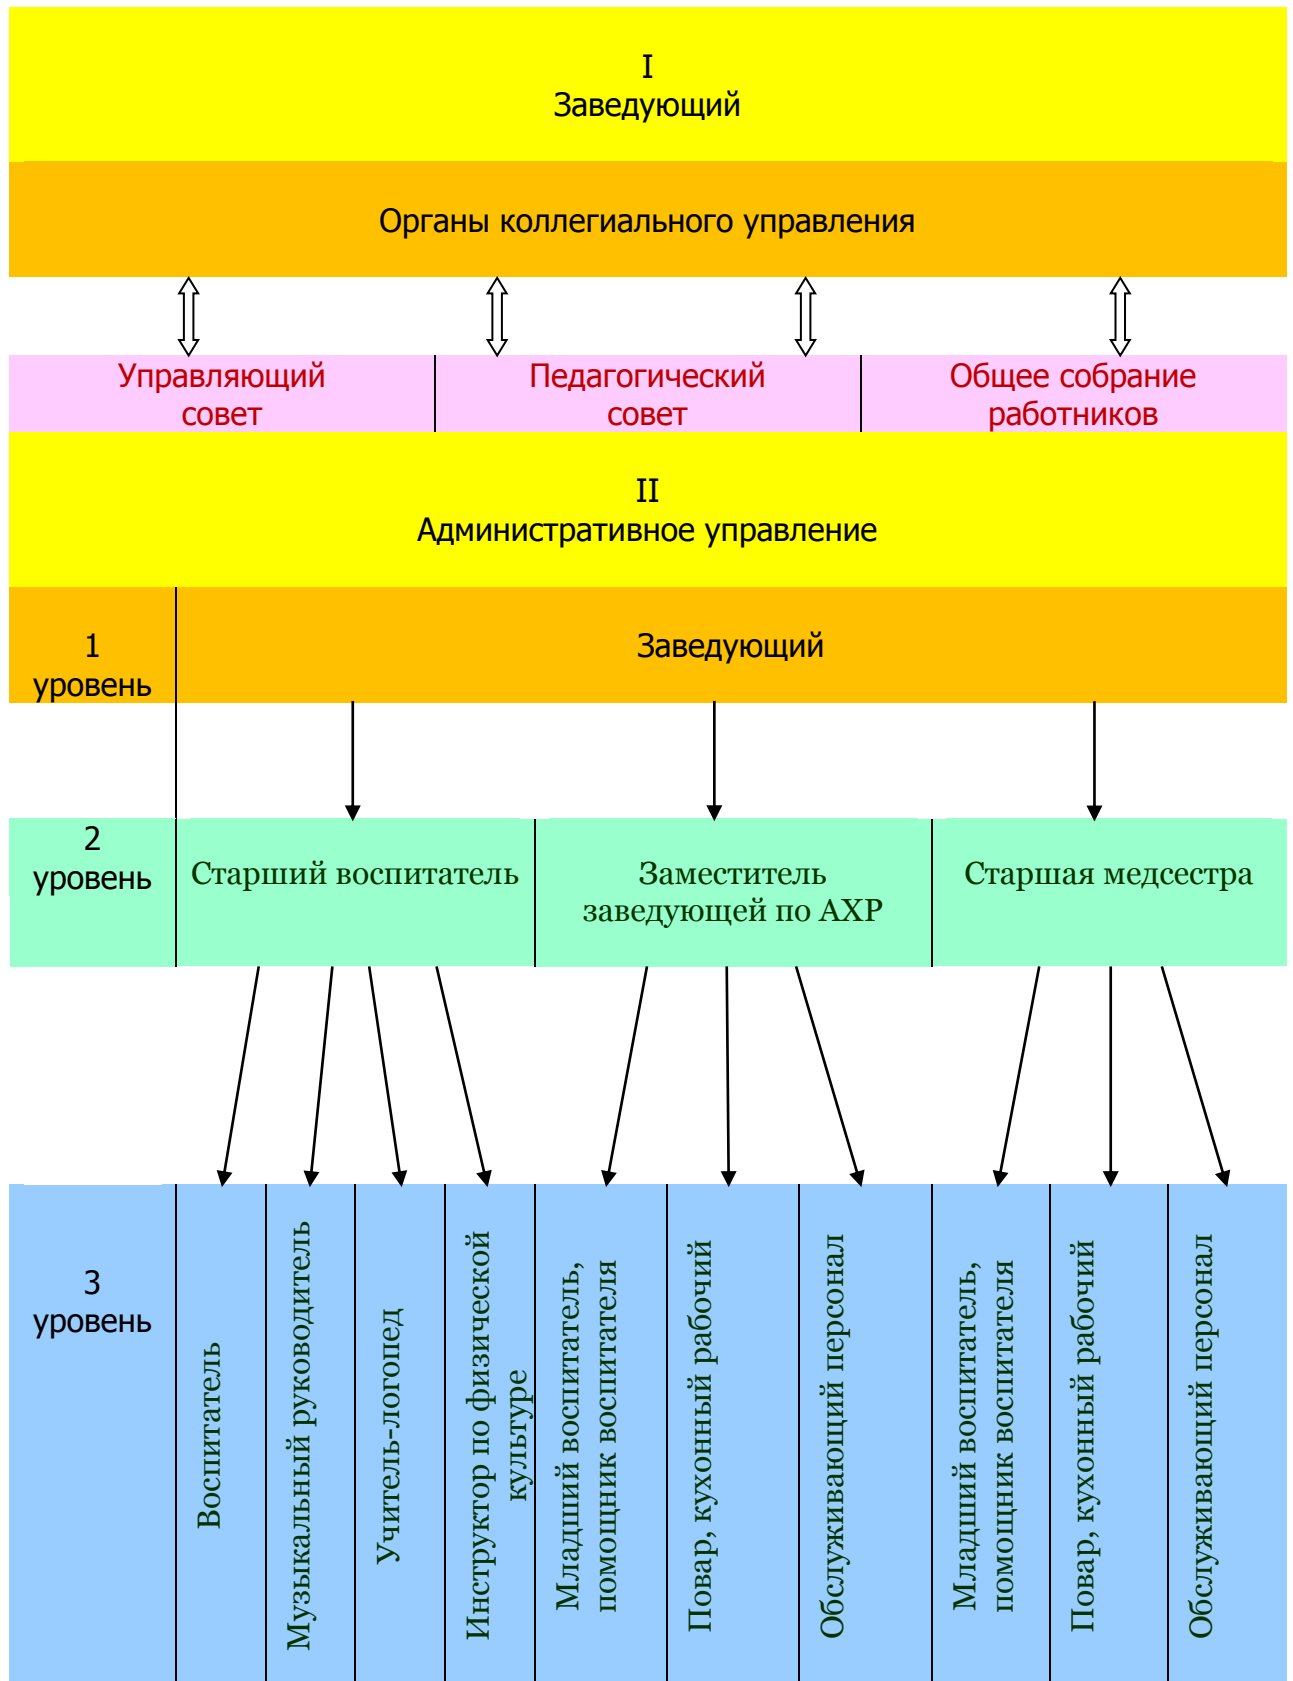 I
Заведующий
Органы коллегиального управления
Управляющий
совет
Педагогический
совет
Общее собрание
работников
II
Административное управление
1
уровень
Заведующий
2
уровень
Старший воспитатель
Заместитель
заведующей по АХР
Старшая медсестра
3
уровень
Воспитатель
Музыкальный руководитель
Учитель-логопед
Инструктор по физической
культуре
Младший воспитатель,
помощник воспитателя
Повар, кухонный рабочий
Обслуживающий персонал
Младший воспитатель,
помощник воспитателя
Повар, кухонный рабочий
Обслуживающий персонал